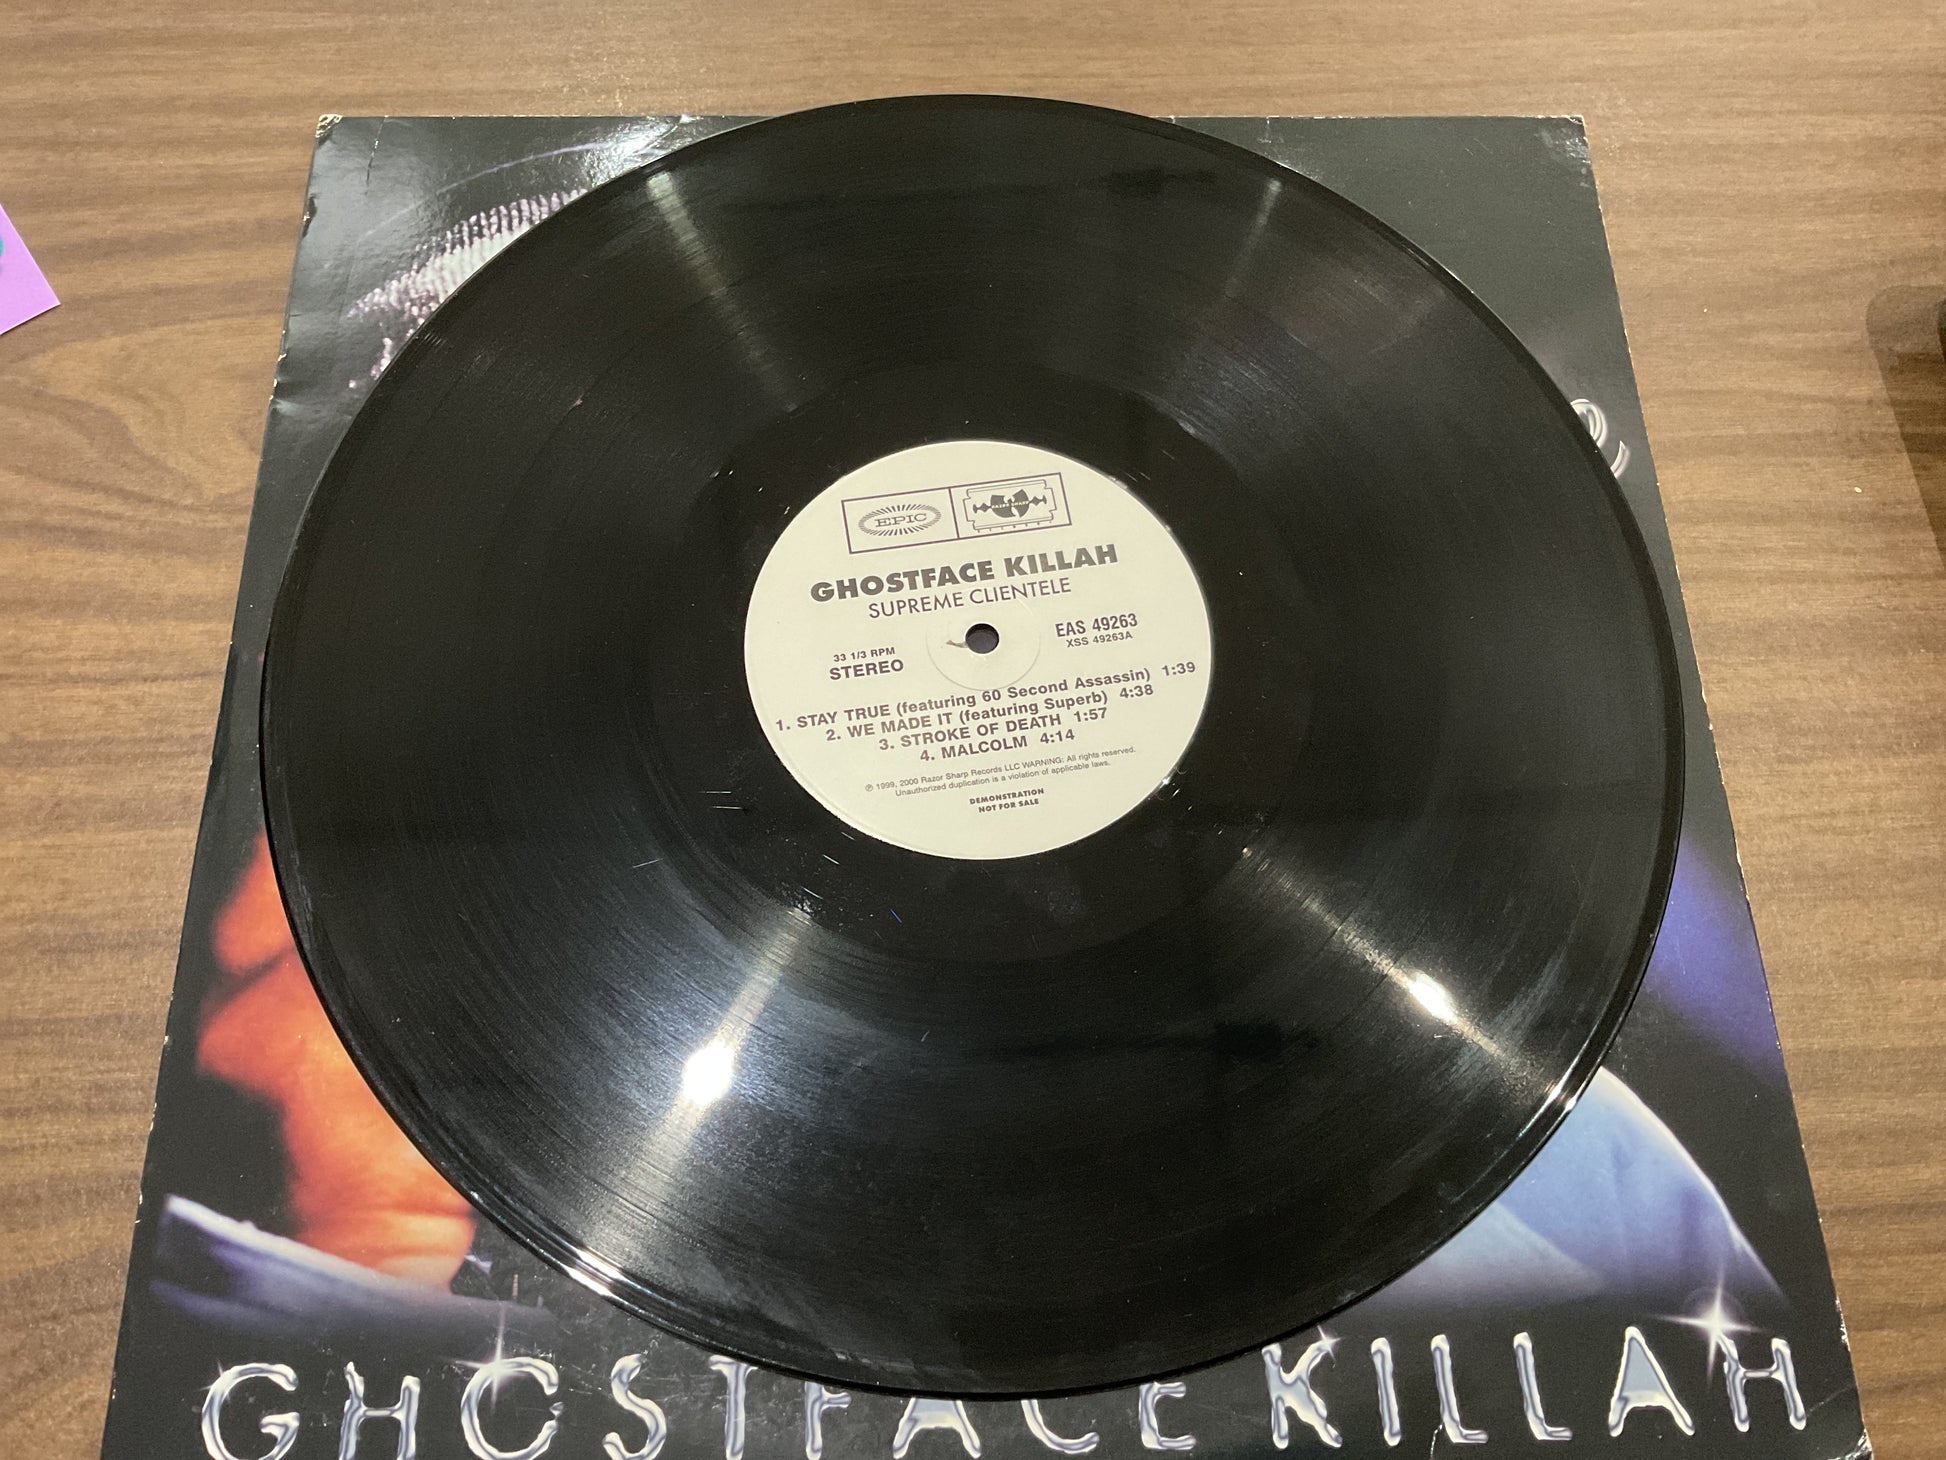 EPIC
RAZOR SHARP
RECORDS
GHOSTFACE KILLAH
SUPREME CLIENTELE
33 1/3 RPM
STEREO
EAS 49263
XSS 49263A
1. STAY TRUE (featuring 60 Second Assassin) 1:39
2. WE MADE IT (featuring Superb) 4:38
3. STROKE OF DEATH 1:57
4. MALCOLM 4:14
℗ 1999, 2000 Razor Sharp Records LLC WARNING: All rights reserved.
Unauthorized duplication is a violation of applicable laws.
DEMONSTRATION
NOT FOR SALE
GHOSTFACE KILLAH